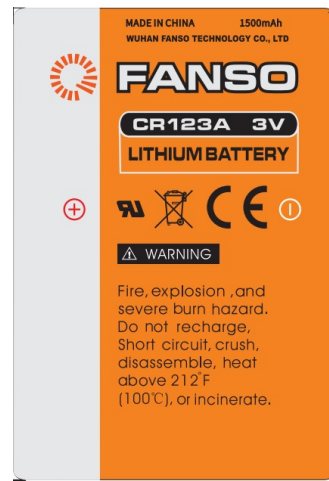 MADE IN CHINA 1500mAh
WUHAN FANSO TECHNOLOGY CO., LTD
FANSO
CR123A 3V
LITHIUM BATTERY
WARNING
Fire, explosion ,and
severe burn hazard.
Do not recharge,
Short circuit, crush,
disassemble, heat
above 212°F
(100℃), or incinerate.